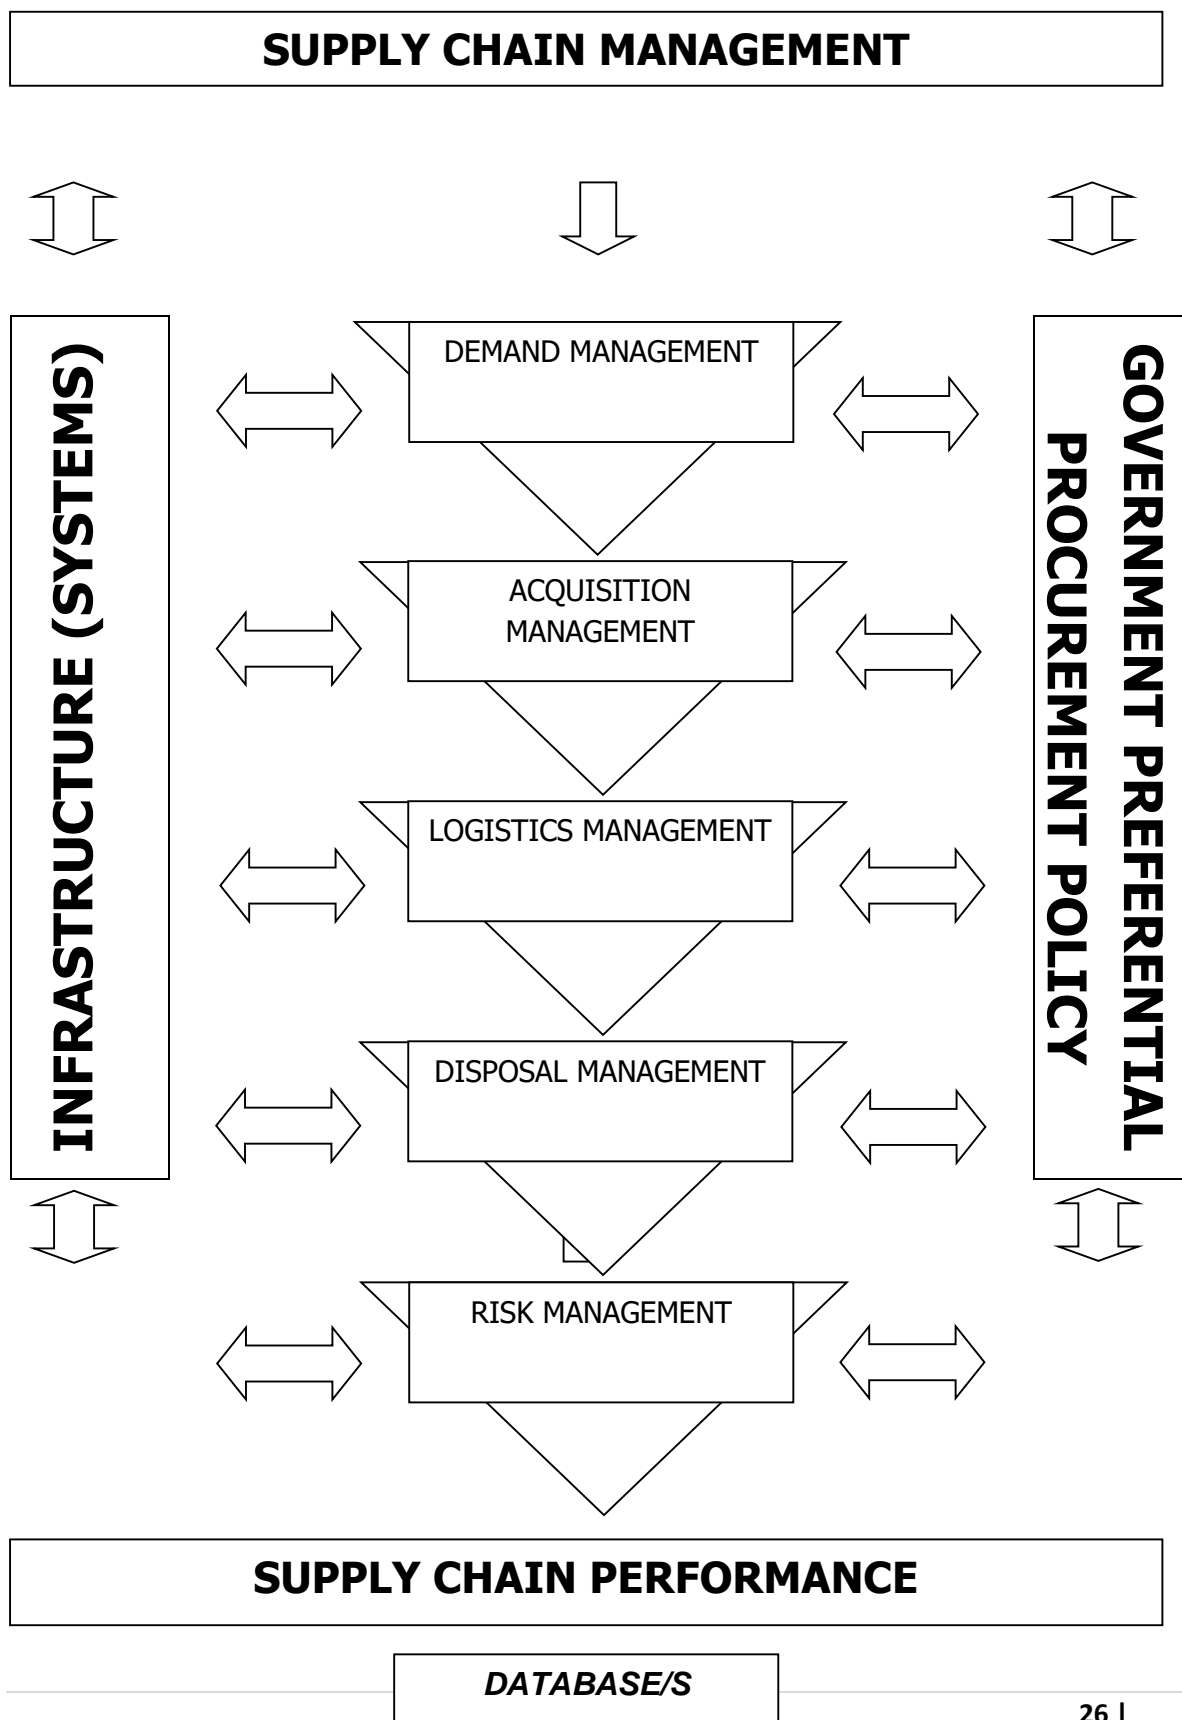 SUPPLY CHAIN MANAGEMENT
INFRASTRUCTURE (SYSTEMS)
DEMAND MANAGEMENT
ACQUISITION
MANAGEMENT
LOGISTICS MANAGEMENT
DISPOSAL MANAGEMENT
RISK MANAGEMENT
GOVERNMENT PREFERENTIAL
PROCUREMENT POLICY
SUPPLY CHAIN PERFORMANCE
DATABASE/S
26 |